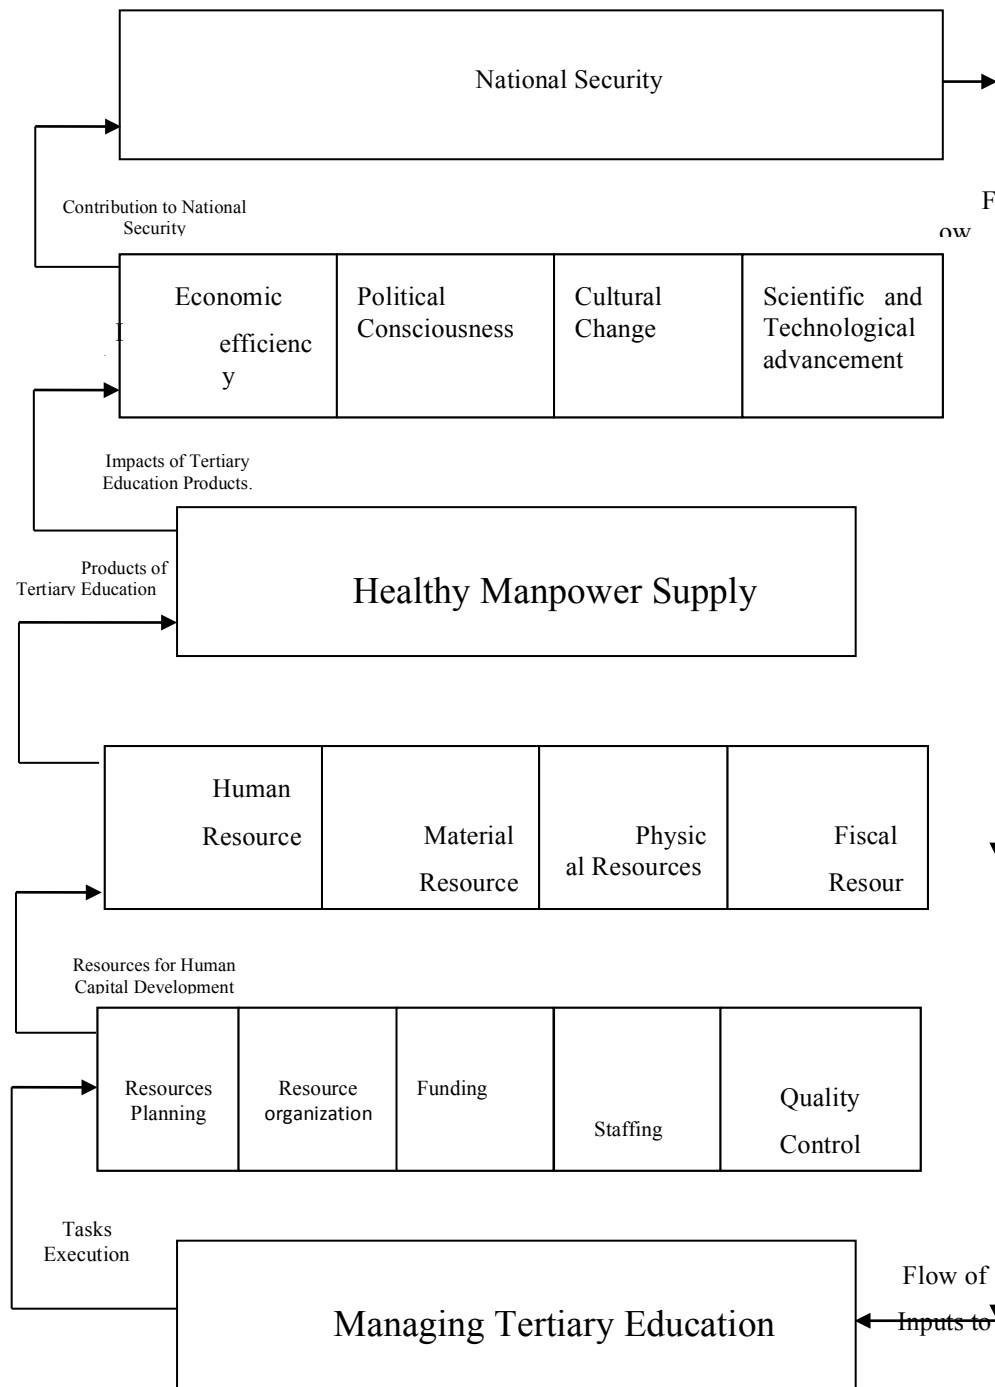 National Security
Contribution to National
Security
F
ow
Economic
efficienc
y
Political
Consciousness
Cultural
Change
Scientific and
Technological
advancement
Impacts of Tertiary
Education Products.
Healthy Manpower Supply
Products of
Tertiary Education
Human
Resource
Material
Resource
Physic
al Resources
Fiscal
Resour
Resources for Human
Capital Development
Resources
Planning
Resource
organization
Funding
Staffing
Quality
Control
Tasks
Execution
Managing Tertiary Education
Flow of
Inputs to